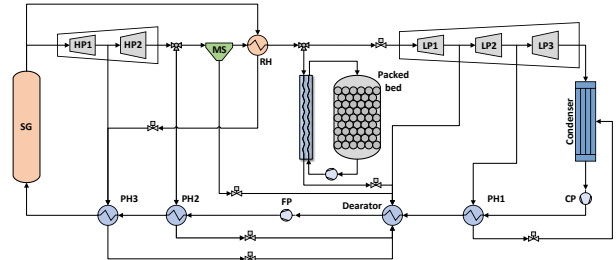 HP1
HP2
MS
RH
LP1
LP2
LP3
Packed
bed
SG
Condenser
PH3
PH2
FP
Dearator
PH1
CP